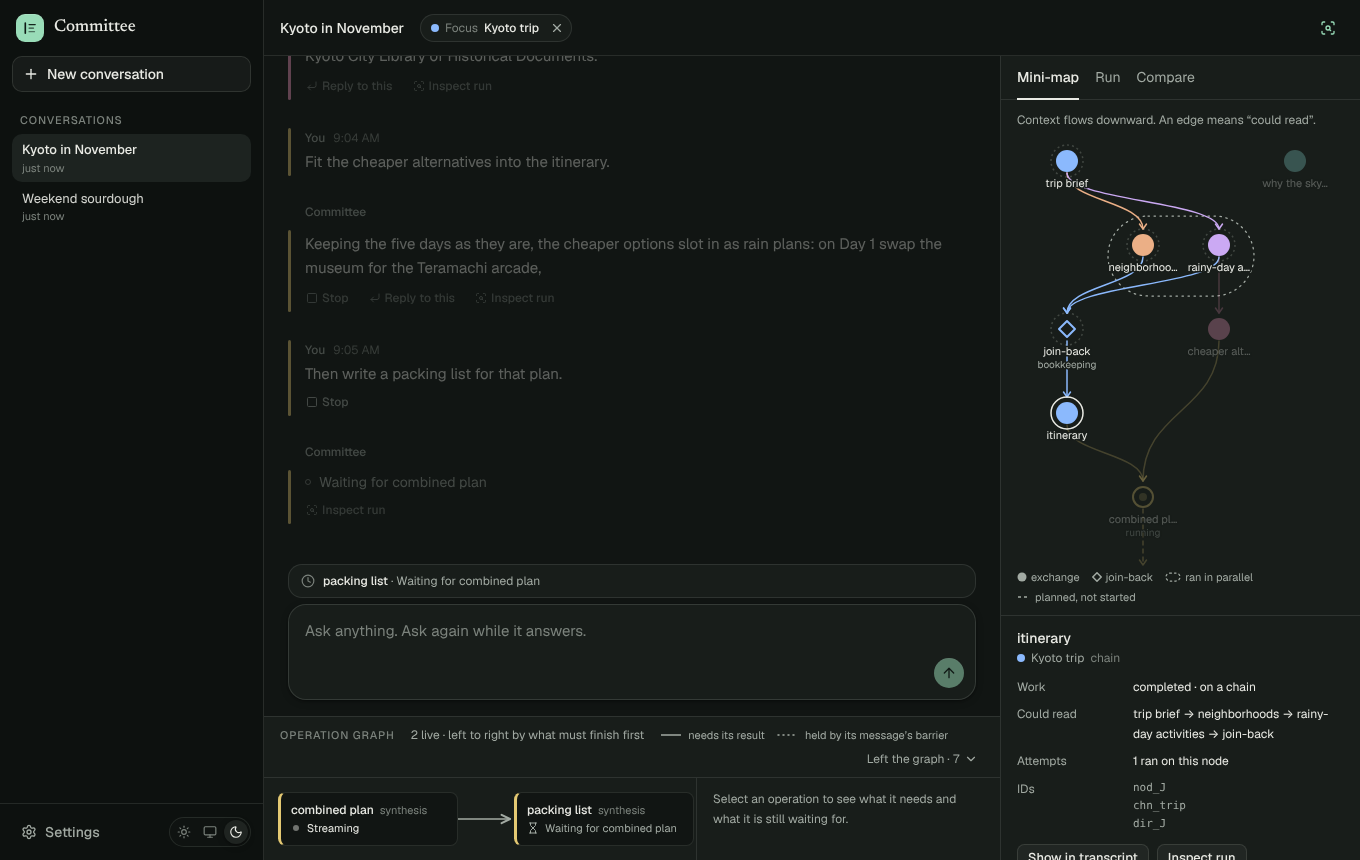 Committee
New conversation
CONVERSATIONS
Kyoto in November
just now
Weekend sourdough
just now
Settings
Kyoto in November
Focus Kyoto trip
Kyoto City Library of Historical Documents.
Reply to this
Inspect run
You 9:04 AM
Fit the cheaper alternatives into the itinerary.
Committee
Keeping the five days as they are, the cheaper options slot in as rain plans: on Day 1 swap the
museum for the Teramachi arcade,
Stop
Reply to this
Inspect run
You 9:05 AM
Then write a packing list for that plan.
Stop
Committee
Waiting for combined plan
Inspect run
packing list · Waiting for combined plan
Ask anything. Ask again while it answers.
OPERATION GRAPH
2 live · left to right by what must finish first
needs its result
held by its message's barrier
Left the graph · 7
combined plan synthesis
Streaming
packing list synthesis
Waiting for combined plan
Select an operation to see what it needs and
what it is still waiting for.
Mini-map
Run
Compare
Context flows downward. An edge means “could read”.
trip brief
why the sky…
neighborhoo…
rainy-day a…
join-back
bookkeeping
cheaper alt…
itinerary
combined pl…
running
exchange
join-back
ran in parallel
planned, not started
itinerary
Kyoto trip chain
Work
completed · on a chain
Could read
trip brief → neighborhoods → rainy-
day activities → join-back
Attempts
1 ran on this node
IDs
nod_J
chn_trip
dir_J
Show in transcript
Inspect run